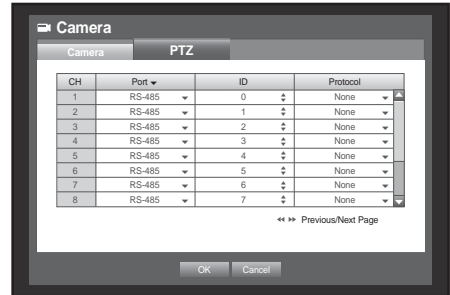 Camera
Camera PTZ
CH Port ID Protocol
1 RS-485 0 None
2 RS-485 1 None
3 RS-485 2 None
4 RS-485 3 None
5 RS-485 4 None
6 RS-485 5 None
7 RS-485 6 None
8 RS-485 7 None
Previous/Next Page
OK Cancel